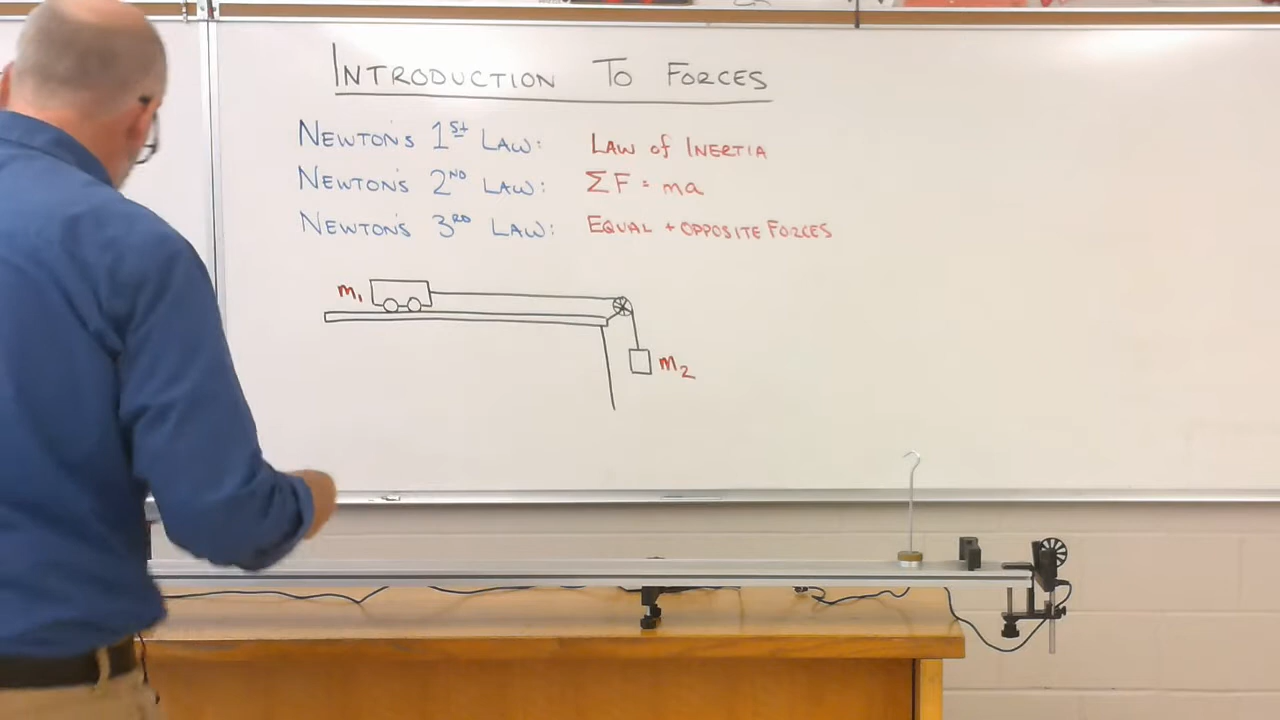 INTRODUCTION TO FORCES
NEWTON'S 1ST LAW: LAW of INERTIA
NEWTON'S 2ND LAW: ΣF = ma
NEWTON'S 3RD LAW: EQUAL + OPPOSITE FORCES
m₁
m₂